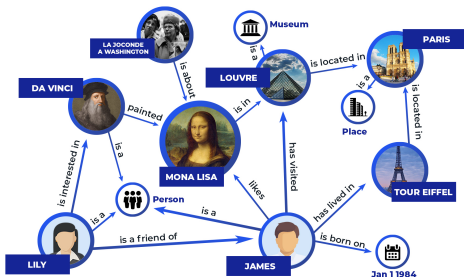 Museum
PARIS
LA JOCONDE
A WASHINGTON
is a
is located in
LOUVRE
is about
is a
DA VINCI
painted
is in
Place
is located in
is interested in
is a
MONA LISA
has visited
Person
likes
has lived in
TOUR EIFFEL
is a
is a
is a friend of
is born on
LILY
JAMES
Jan 1 1984